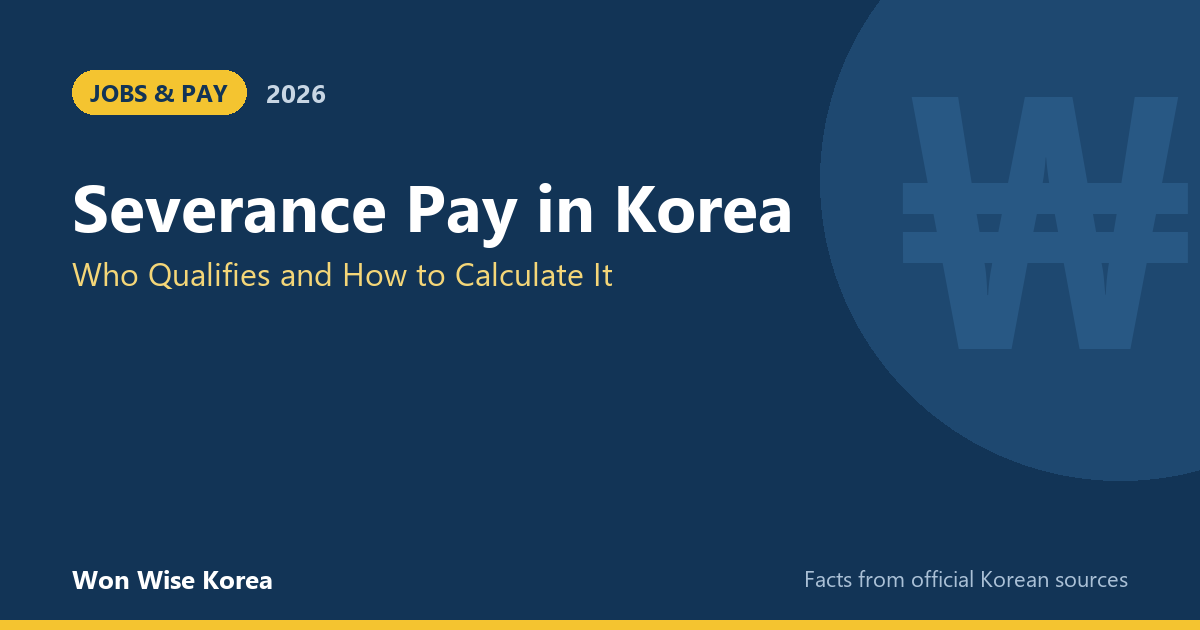 JOBS & PAY 2026
Severance Pay in Korea
Who Qualifies and How to Calculate It
₩
Won Wise Korea
Facts from official Korean sources